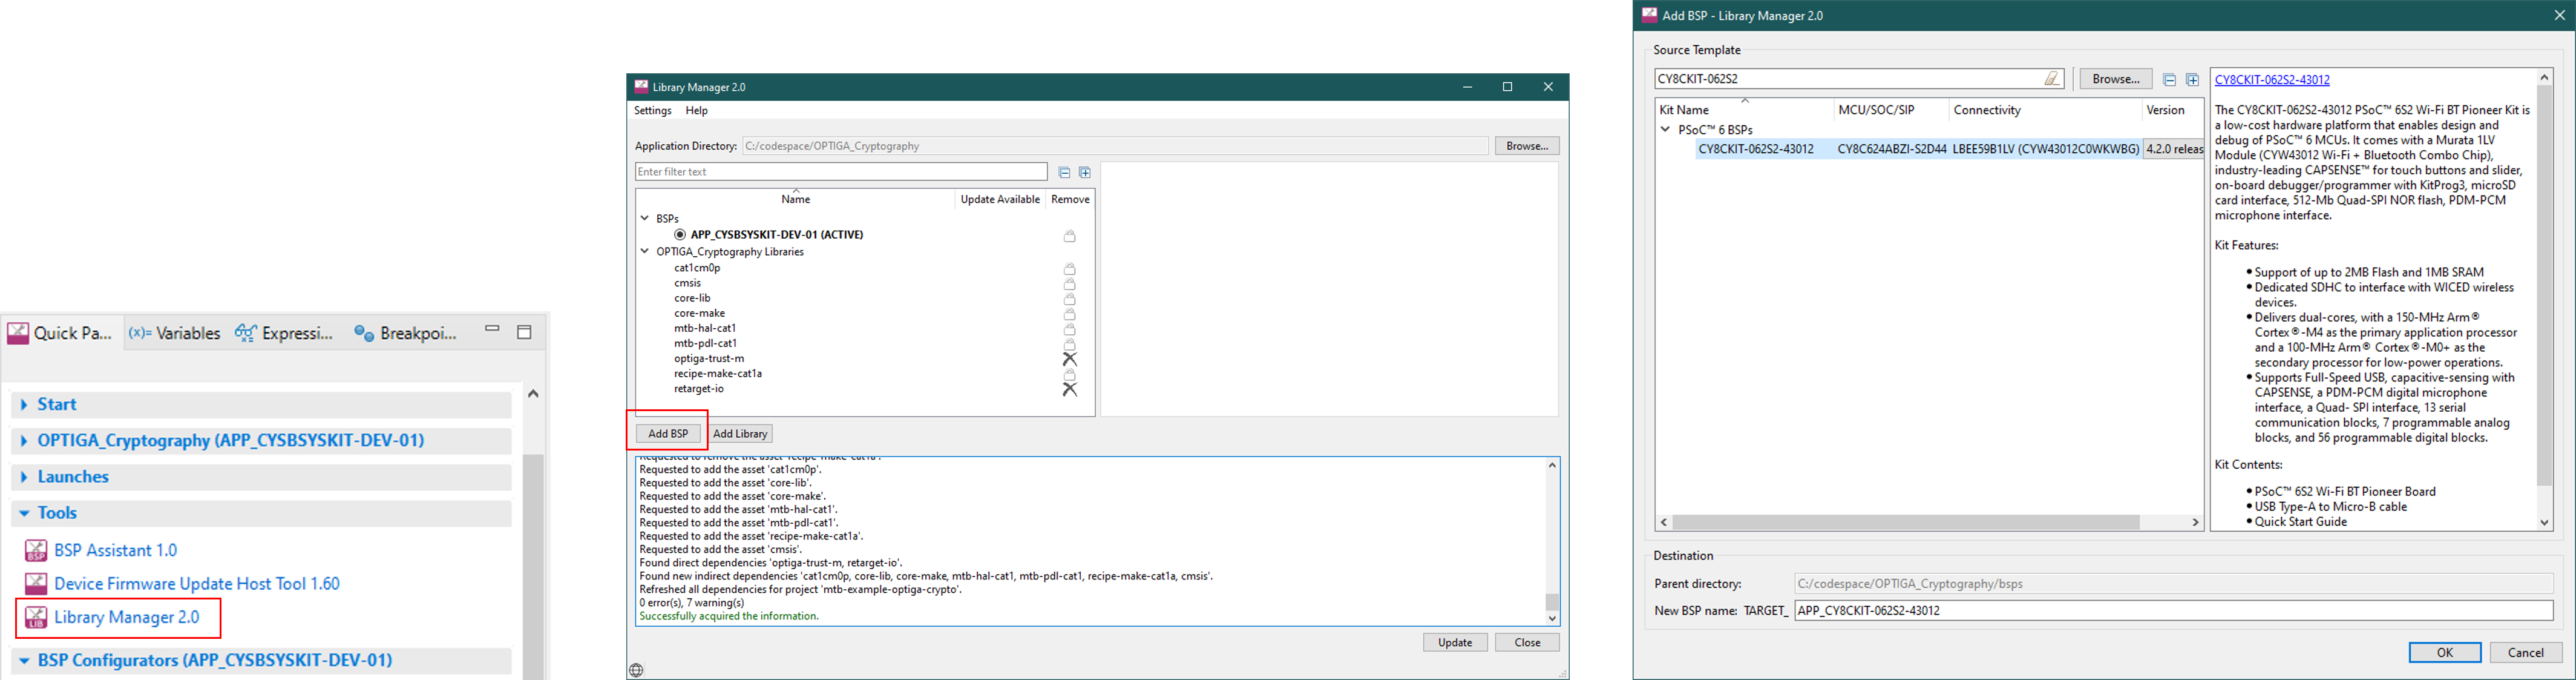 Quick Pa...
(x)= Variables
Expressi...
Breakpoi...
Start
OPTIGA_Cryptography (APP_CYSBSYSKIT-DEV-01)
Launches
Tools
BSP Assistant 1.0
Device Firmware Update Host Tool 1.60
Library Manager 2.0
BSP Configurators (APP_CYSBSYSKIT-DEV-01)
Library Manager 2.0
Settings Help
Application Directory: C:/codespace/OPTIGA_Cryptography Browse...
Enter filter text
Name Update Available Remove
BSPs
APP_CYSBSYSKIT-DEV-01 (ACTIVE)
OPTIGA_Cryptography Libraries
cat1cm0p
cmsis
core-lib
core-make
mtb-hal-cat1
mtb-pdl-cat1
optiga-trust-m
recipe-make-cat1a
retarget-io
Add BSP Add Library
Requested to remove the asset 'recipe-make-cat1a'.
Requested to add the asset 'cat1cm0p'.
Requested to add the asset 'core-lib'.
Requested to add the asset 'core-make'.
Requested to add the asset 'mtb-hal-cat1'.
Requested to add the asset 'mtb-pdl-cat1'.
Requested to add the asset 'recipe-make-cat1a'.
Requested to add the asset 'cmsis'.
Found direct dependencies 'optiga-trust-m, retarget-io'.
Found new indirect dependencies 'cat1cm0p, core-lib, core-make, mtb-hal-cat1, mtb-pdl-cat1, recipe-make-cat1a, cmsis'.
Refreshed all dependencies for project 'mtb-example-optiga-crypto'.
0 error(s), 7 warning(s)
Successfully acquired the information.
Update Close
Add BSP - Library Manager 2.0
Source Template
CY8CKIT-062S2 Browse...
Kit Name MCU/SOC/SIP Connectivity Version
PSoC™ 6 BSPs
CY8CKIT-062S2-43012 CY8C624ABZI-S2D44 LBEE59B1LV (CYW43012C0WKWBG) 4.2.0 releas
CY8CKIT-062S2-43012
The CY8CKIT-062S2-43012 PSoC™ 6S2 Wi-Fi BT Pioneer Kit is
a low-cost hardware platform that enables design and
debug of PSoC™ 6 MCUs. It comes with a Murata 1LV
Module (CYW43012 Wi-Fi + Bluetooth Combo Chip),
industry-leading CAPSENSE™ for touch buttons and slider,
on-board debugger/programmer with KitProg3, microSD
card interface, 512-Mb Quad-SPI NOR flash, PDM-PCM
microphone interface.
Kit Features:
• Support of up to 2MB Flash and 1MB SRAM
• Dedicated SDHC to interface with WICED wireless
devices.
• Delivers dual-cores, with a 150-MHz Arm®
Cortex®-M4 as the primary application processor
and a 100-MHz Arm® Cortex®-M0+ as the
secondary processor for low-power operations.
• Supports Full-Speed USB, capacitive-sensing with
CAPSENSE, a PDM-PCM digital microphone
interface, a Quad- SPI interface, 13 serial
communication blocks, 7 programmable analog
blocks, and 56 programmable digital blocks.
Kit Contents:
• PSoC™ 6S2 Wi-Fi BT Pioneer Board
• USB Type-A to Micro-B cable
• Quick Start Guide
Destination
Parent directory: C:/codespace/OPTIGA_Cryptography/bsps
New BSP name: TARGET_ APP_CY8CKIT-062S2-43012
OK Cancel